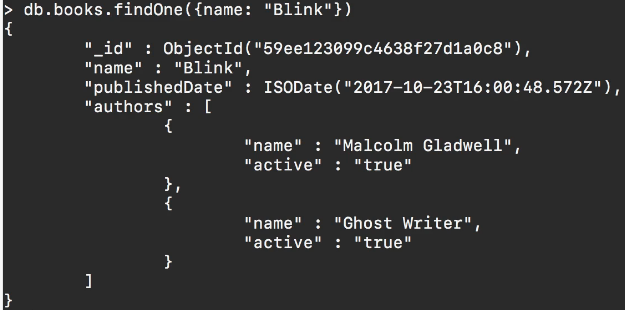 > db.books.findOne({name: "Blink"})
{
        "_id" : ObjectId("59ee123099c4638f27d1a0c8"),
        "name" : "Blink",
        "publishedDate" : ISODate("2017-10-23T16:00:48.572Z"),
        "authors" : [
                {
                        "name" : "Malcolm Gladwell",
                        "active" : "true"
                },
                {
                        "name" : "Ghost Writer",
                        "active" : "true"
                }
        ]
}